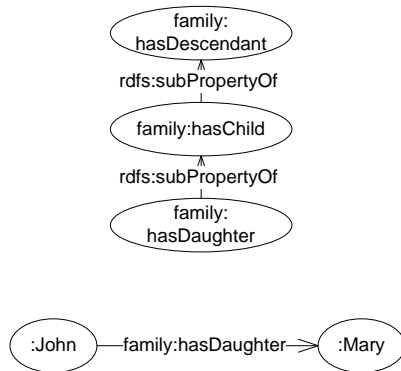 family:
hasDescendant
rdfs:subPropertyOf
family:hasChild
rdfs:subPropertyOf
family:
hasDaughter
:John family:hasDaughter :Mary